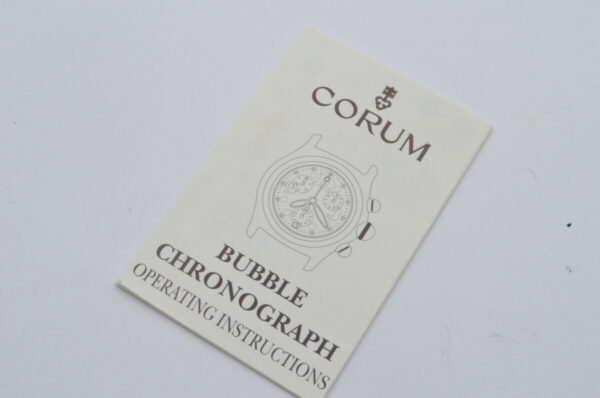 CORUM
BUBBLE
CHRONOGRAPH
OPERATING INSTRUCTIONS